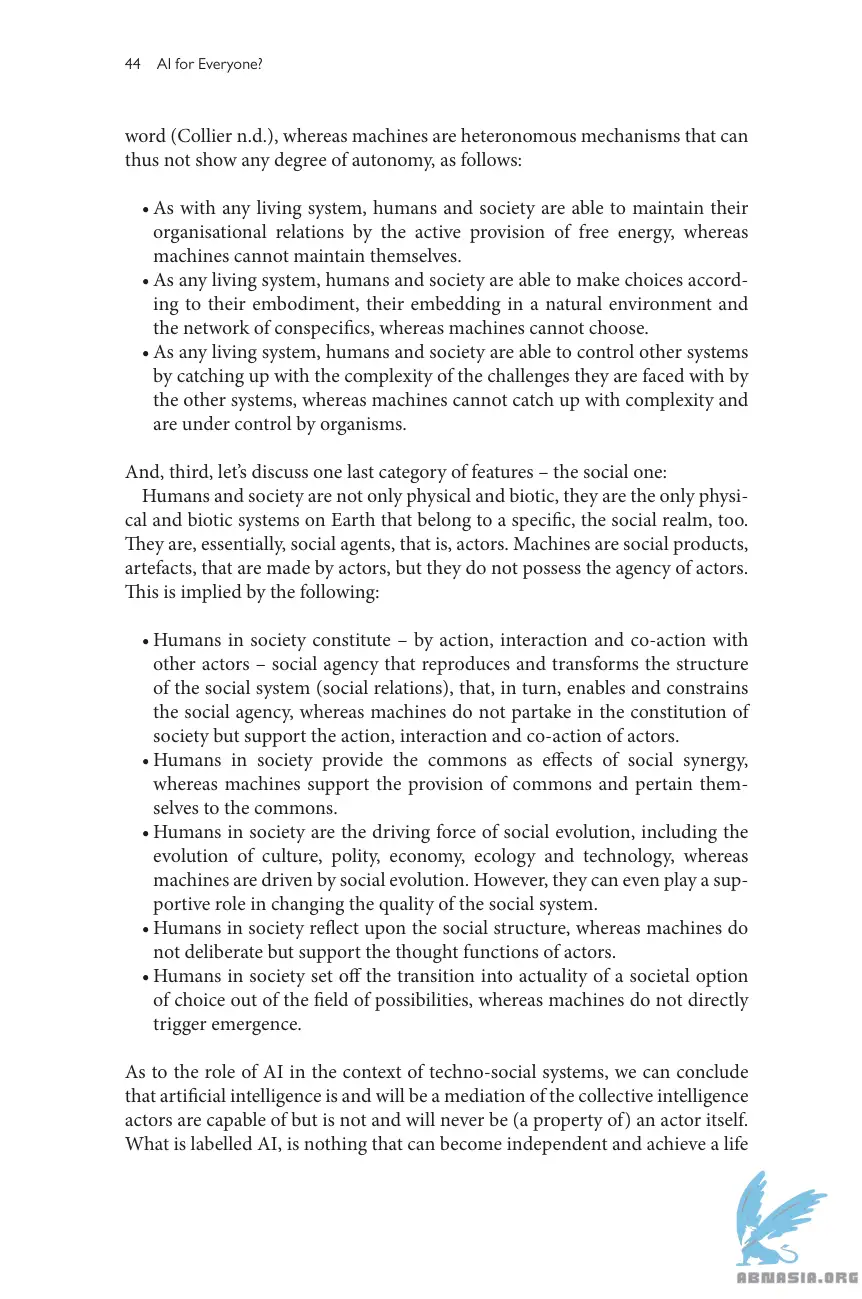 44 AI for Everyone?
word (Collier n.d.), whereas machines are heteronomous mechanisms that can
thus not show any degree of autonomy, as follows:
• As with any living system, humans and society are able to maintain their
organisational relations by the active provision of free energy, whereas
machines cannot maintain themselves.
• As any living system, humans and society are able to make choices accord-
ing to their embodiment, their embedding in a natural environment and
the network of conspecifics, whereas machines cannot choose.
• As any living system, humans and society are able to control other systems
by catching up with the complexity of the challenges they are faced with by
the other systems, whereas machines cannot catch up with complexity and
are under control by organisms.
And, third, let’s discuss one last category of features – the social one:
Humans and society are not only physical and biotic, they are the only physi-
cal and biotic systems on Earth that belong to a specific, the social realm, too.
They are, essentially, social agents, that is, actors. Machines are social products,
artefacts, that are made by actors, but they do not possess the agency of actors.
This is implied by the following:
• Humans in society constitute – by action, interaction and co-action with
other actors – social agency that reproduces and transforms the structure
of the social system (social relations), that, in turn, enables and constrains
the social agency, whereas machines do not partake in the constitution of
society but support the action, interaction and co-action of actors.
• Humans in society provide the commons as effects of social synergy,
whereas machines support the provision of commons and pertain them-
selves to the commons.
• Humans in society are the driving force of social evolution, including the
evolution of culture, polity, economy, ecology and technology, whereas
machines are driven by social evolution. However, they can even play a sup-
portive role in changing the quality of the social system.
• Humans in society reflect upon the social structure, whereas machines do
not deliberate but support the thought functions of actors.
• Humans in society set off the transition into actuality of a societal option
of choice out of the field of possibilities, whereas machines do not directly
trigger emergence.
As to the role of AI in the context of techno-social systems, we can conclude
that artificial intelligence is and will be a mediation of the collective intelligence
actors are capable of but is not and will never be (a property of) an actor itself.
What is labelled AI, is nothing that can become independent and achieve a life
ABNASIA.ORG